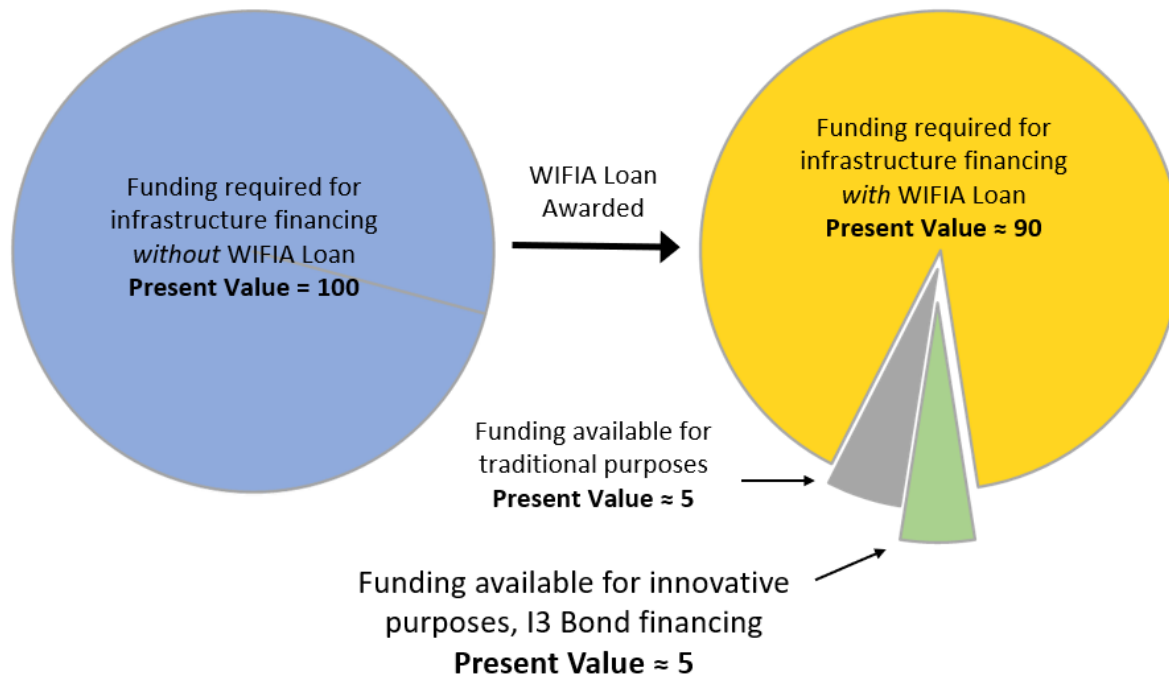 Funding required for
infrastructure financing
without WIFIA Loan
Present Value = 100
WIFIA Loan
Awarded
Funding required for
infrastructure financing
with WIFIA Loan
Present Value ≈ 90
Funding available for
traditional purposes
Present Value ≈ 5
Funding available for innovative
purposes, I3 Bond financing
Present Value ≈ 5